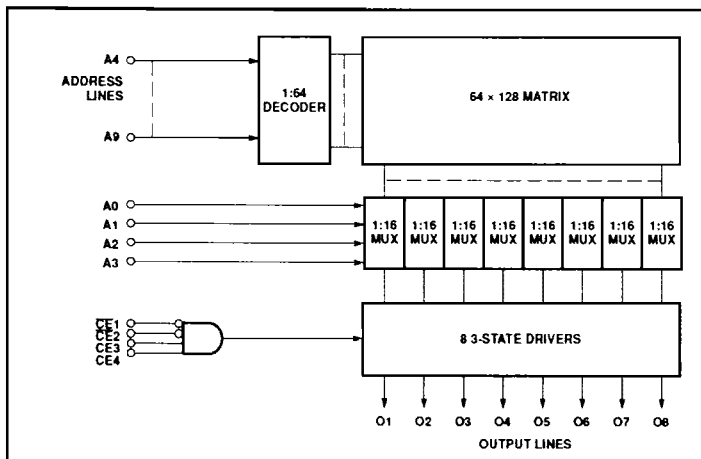 A4
ADDRESS
LINES
A9
1:64
DECODER
64 × 128 MATRIX
A0
A1
A2
A3
1:16
MUX
1:16
MUX
1:16
MUX
1:16
MUX
1:16
MUX
1:16
MUX
1:16
MUX
1:16
MUX
C̅E̅1
C̅E̅2
CE3
CE4
8 3-STATE DRIVERS
O1 O2 O3 O4 O5 O6 O7 O8
OUTPUT LINES